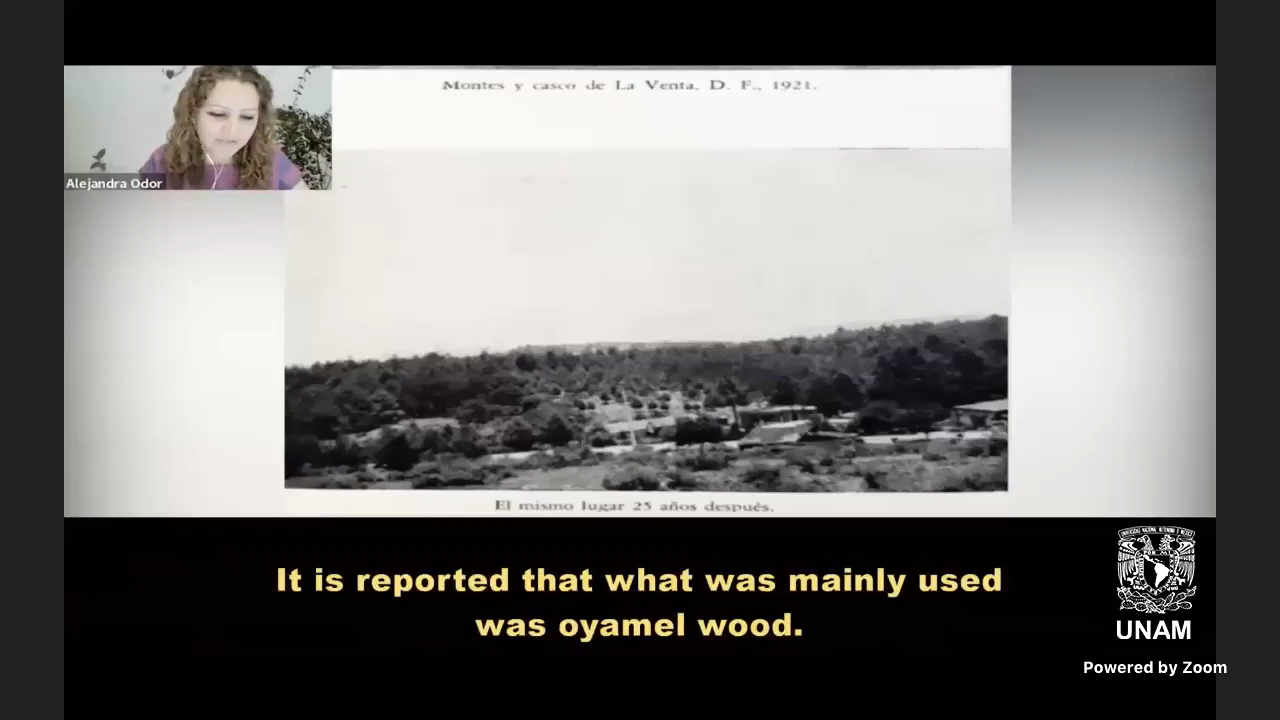 Montes y casco de La Venta, D. F., 1921.
Alejandra Odor
El mismo lugar 25 años después.
It is reported that what was mainly used
was oyamel wood.
UNAM
Powered by Zoom